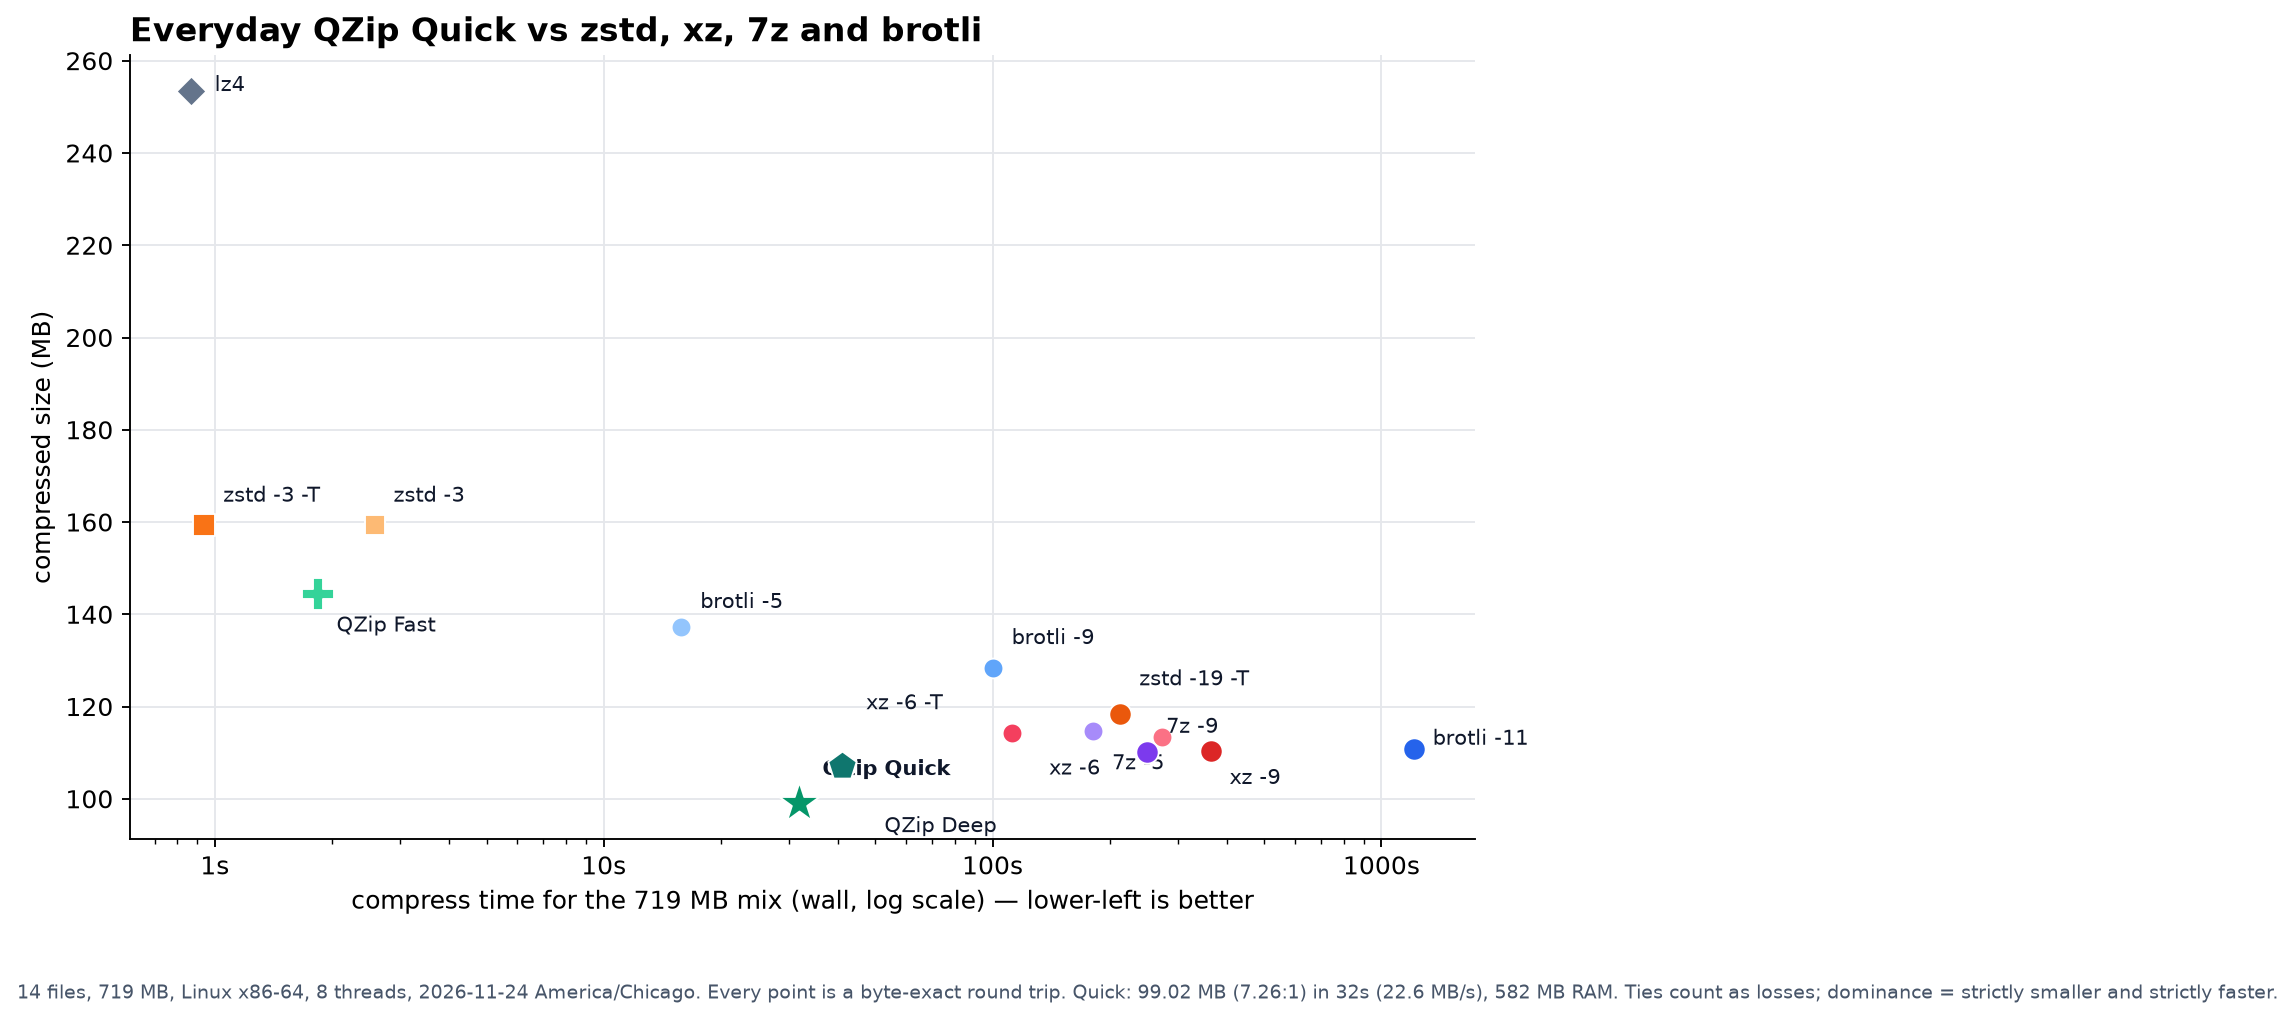 Everyday QZip Quick vs zstd, xz, 7z and brotli
260
lz4
240
220
200
compressed size (MB)
180
zstd -3 -T
zstd -3
160
140
QZip Fast
brotli -5
brotli -9
zstd -19 -T
xz -6 -T
120
7z -9
brotli -11
QZip Quick
xz -6
7z -5
xz -9
100
QZip Deep
1s
10s
100s
1000s
compress time for the 719 MB mix (wall, log scale) — lower-left is better
14 files, 719 MB, Linux x86-64, 8 threads, 2026-11-24 America/Chicago. Every point is a byte-exact round trip. Quick: 99.02 MB (7.26:1) in 32s (22.6 MB/s), 582 MB RAM. Ties count as losses; dominance = strictly smaller and strictly faster.